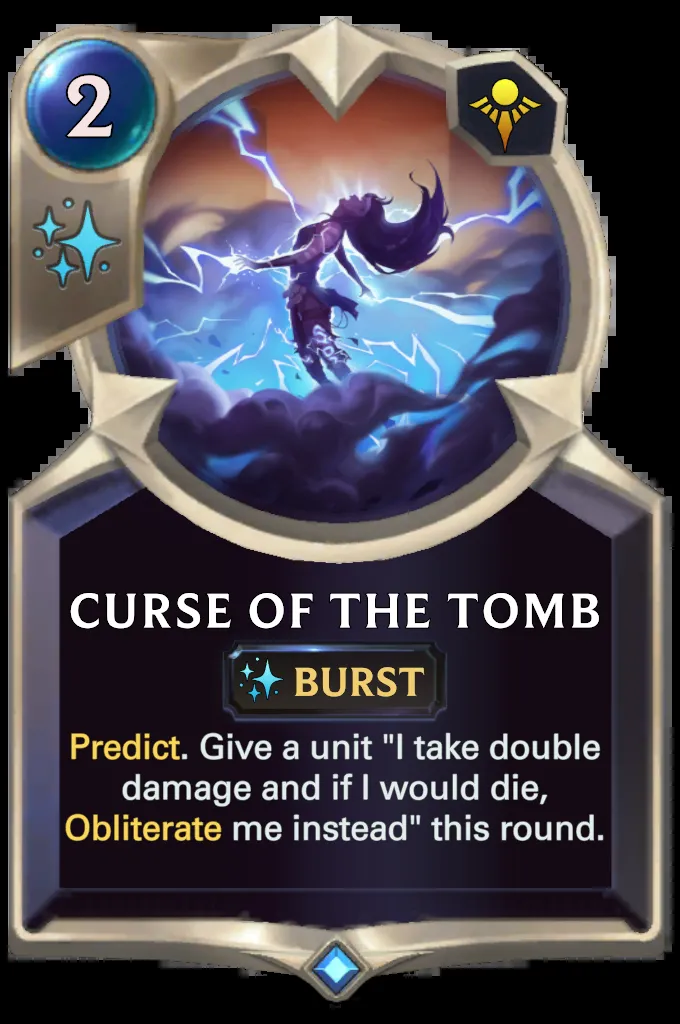 2
CURSE OF THE TOMB
BURST
Predict. Give a unit "I take double
damage and if I would die,
Obliterate me instead" this round.